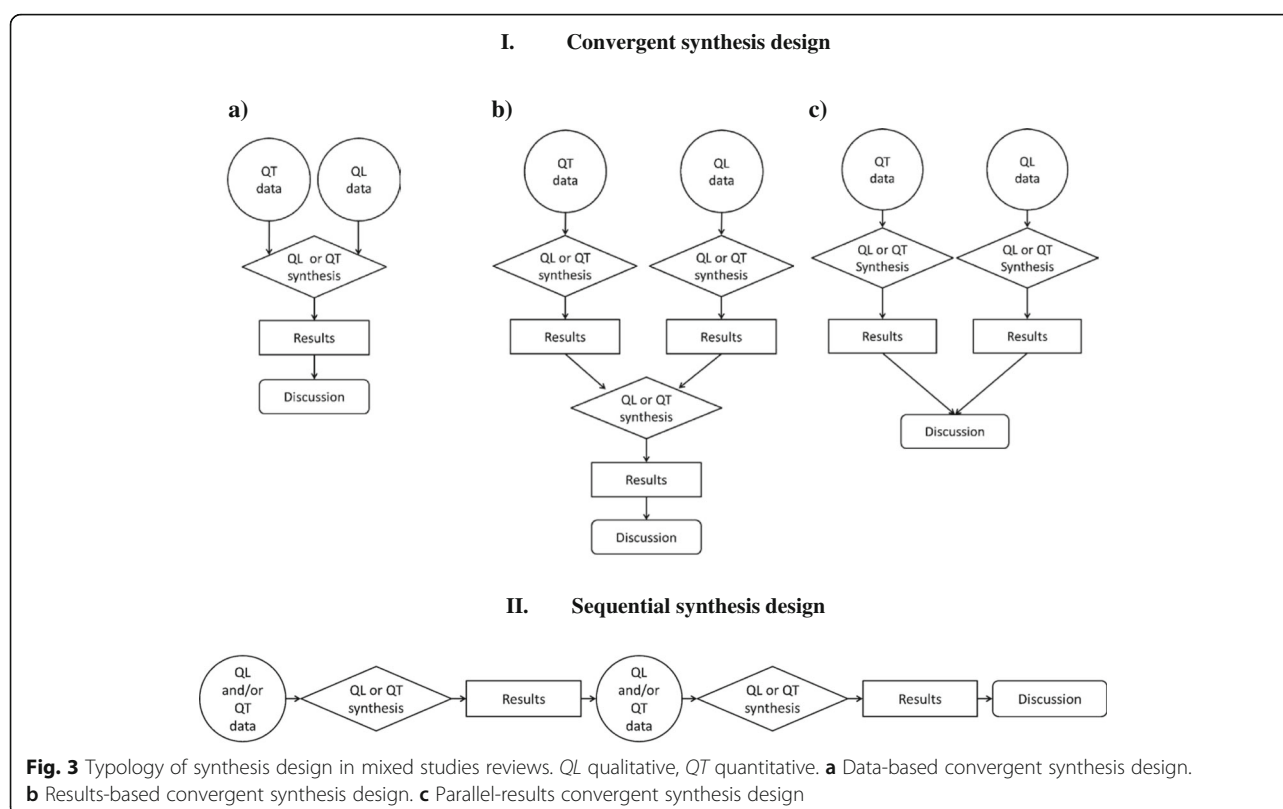 I. Convergent synthesis design
a)
b)
c)
QT
data
QL
data
QL or QT
synthesis
Results
Discussion
QT
data
QL
data
QL or QT
synthesis
QL or QT
synthesis
Results
Results
QL or QT
synthesis
Results
Discussion
QT
data
QL
data
QL or QT
Synthesis
QL or QT
Synthesis
Results
Results
Discussion
II. Sequential synthesis design
QL
and/or
QT
data
QL or QT
synthesis
Results
QL
and/or
QT
data
QL or QT
synthesis
Results
Discussion
Fig. 3 Typology of synthesis design in mixed studies reviews. QL qualitative, QT quantitative. a Data-based convergent synthesis design.
b Results-based convergent synthesis design. c Parallel-results convergent synthesis design